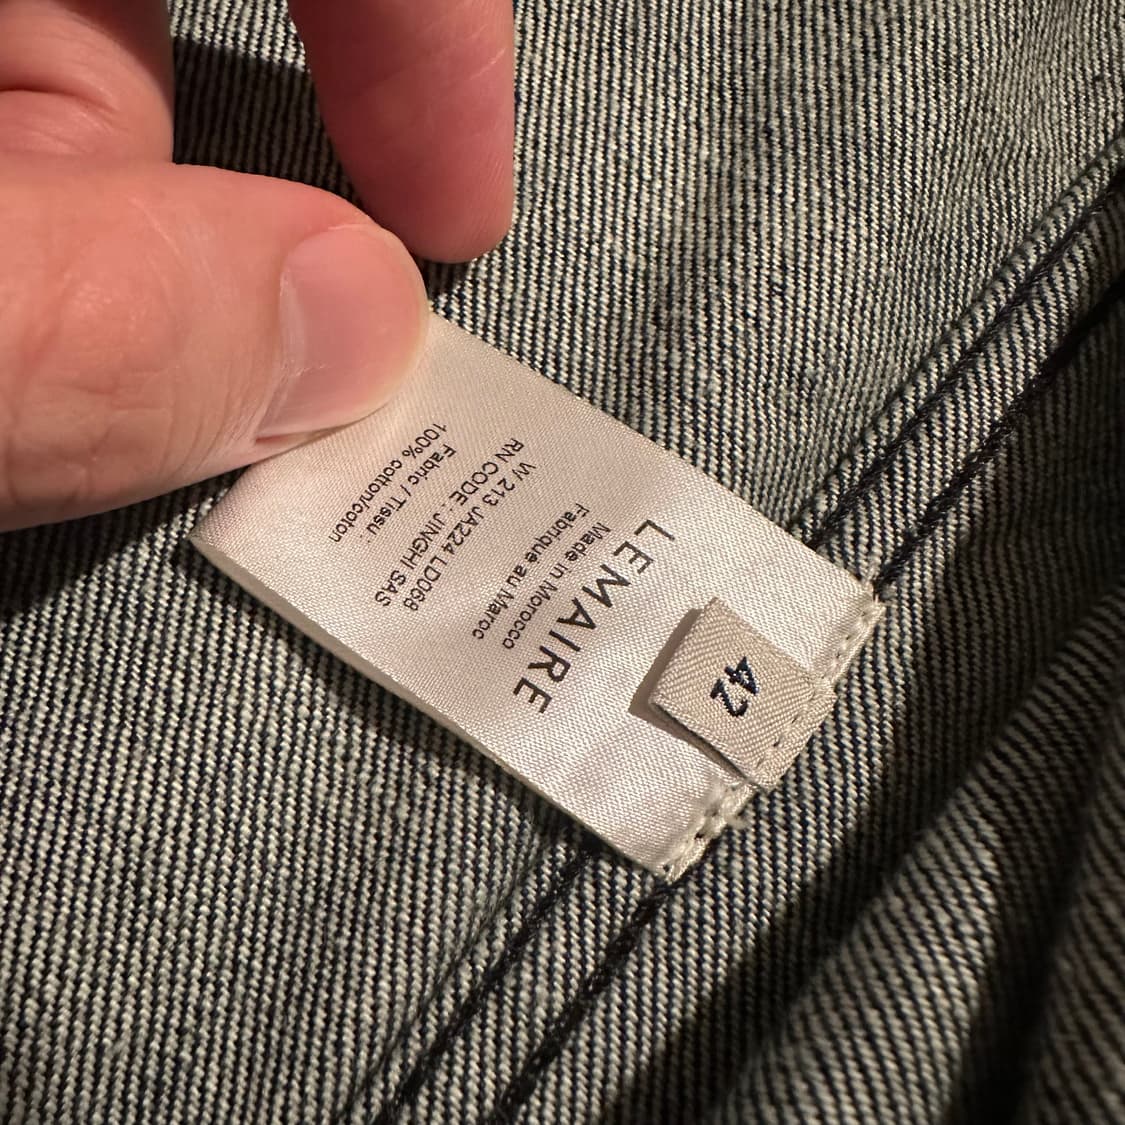 42
LEMAIRE
Made in Morocco
Fabriqué au Maroc
W 213 JA224 LD068
RN CODE : JINGHI SAS
Fabric / Tissu :
100% cotton/coton